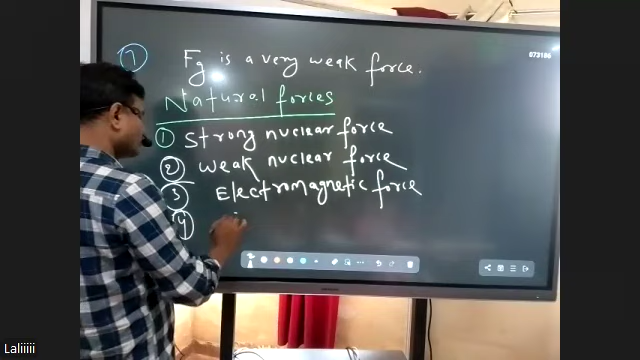 7 Fg is a very weak force.
Natural forces
1 Strong nuclear force
2 Weak nuclear force
3 Electromagnetic force
4
073186
Laliiiii